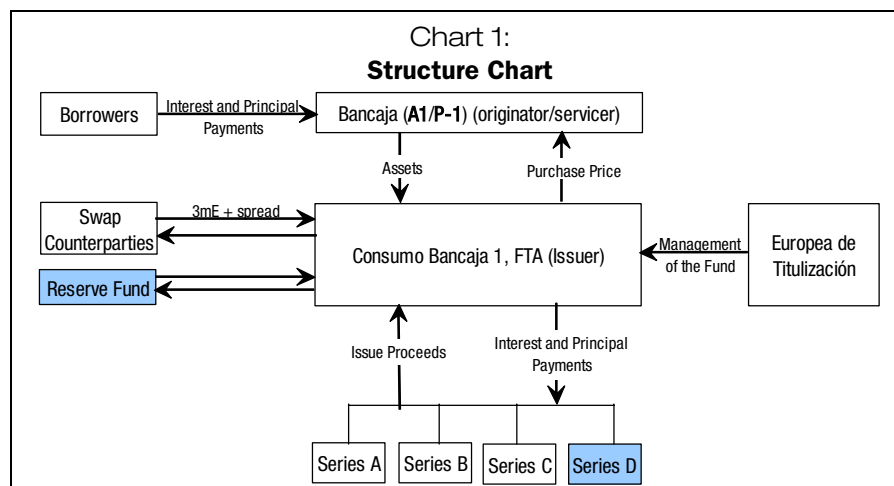 Chart 1:
Structure Chart
Borrowers
Interest and Principal
Payments
Bancaja (A1/P-1) (originator/servicer)
Assets
Purchase Price
Swap
Counterparties
3mE + spread
Reserve Fund
Consumo Bancaja 1, FTA (Issuer)
Management
of the Fund
Europea de
Titulización
Issue Proceeds
Interest and Principal
Payments
Series A
Series B
Series C
Series D